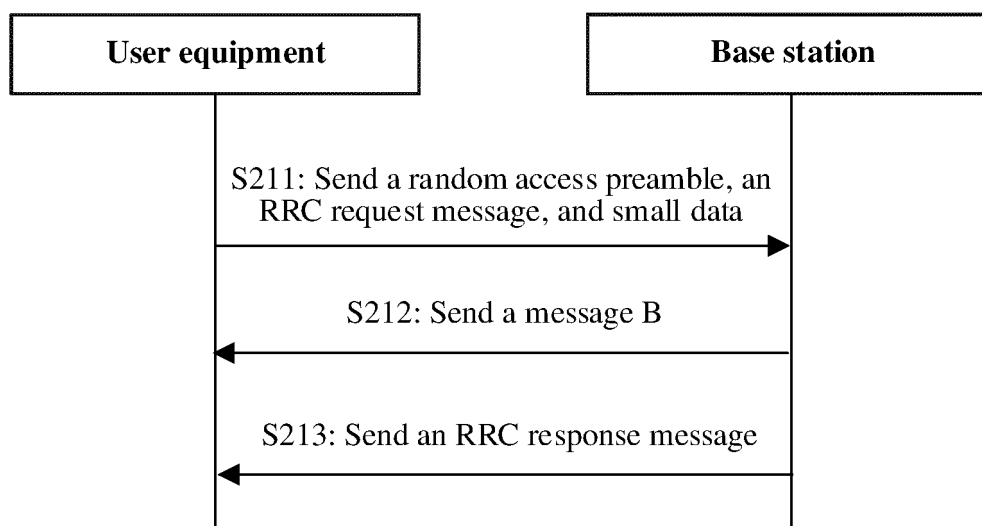 User equipment
Base station
S211: Send a random access preamble, an
RRC request message, and small data
S212: Send a message B
S213: Send an RRC response message